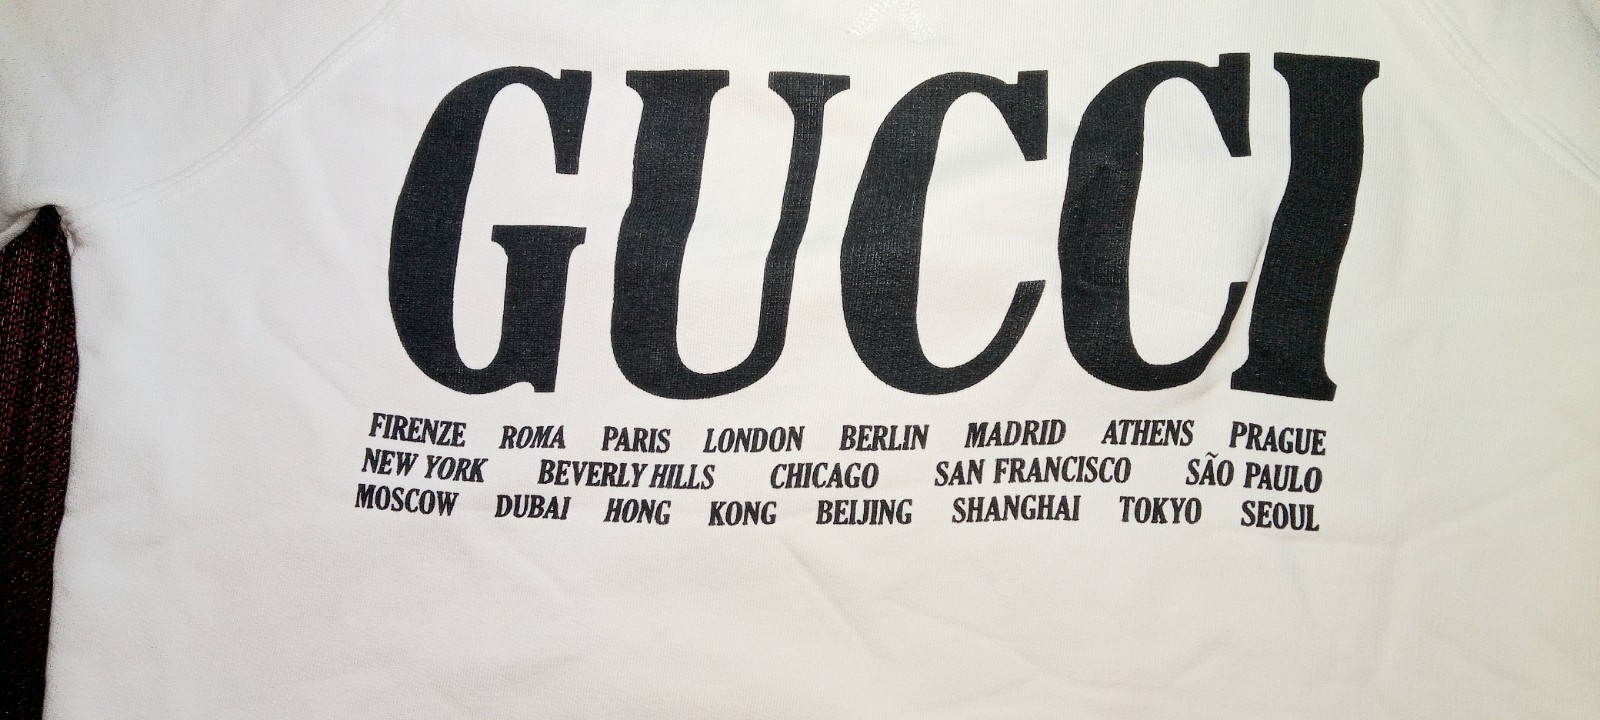 GUCCI
FIRENZE ROMA PARIS LONDON BERLIN MADRID ATHENS PRAGUE
NEW YORK BEVERLY HILLS CHICAGO SAN FRANCISCO SÃO PAULO
MOSCOW DUBAI HONG KONG BEIJING SHANGHAI TOKYO SEOUL